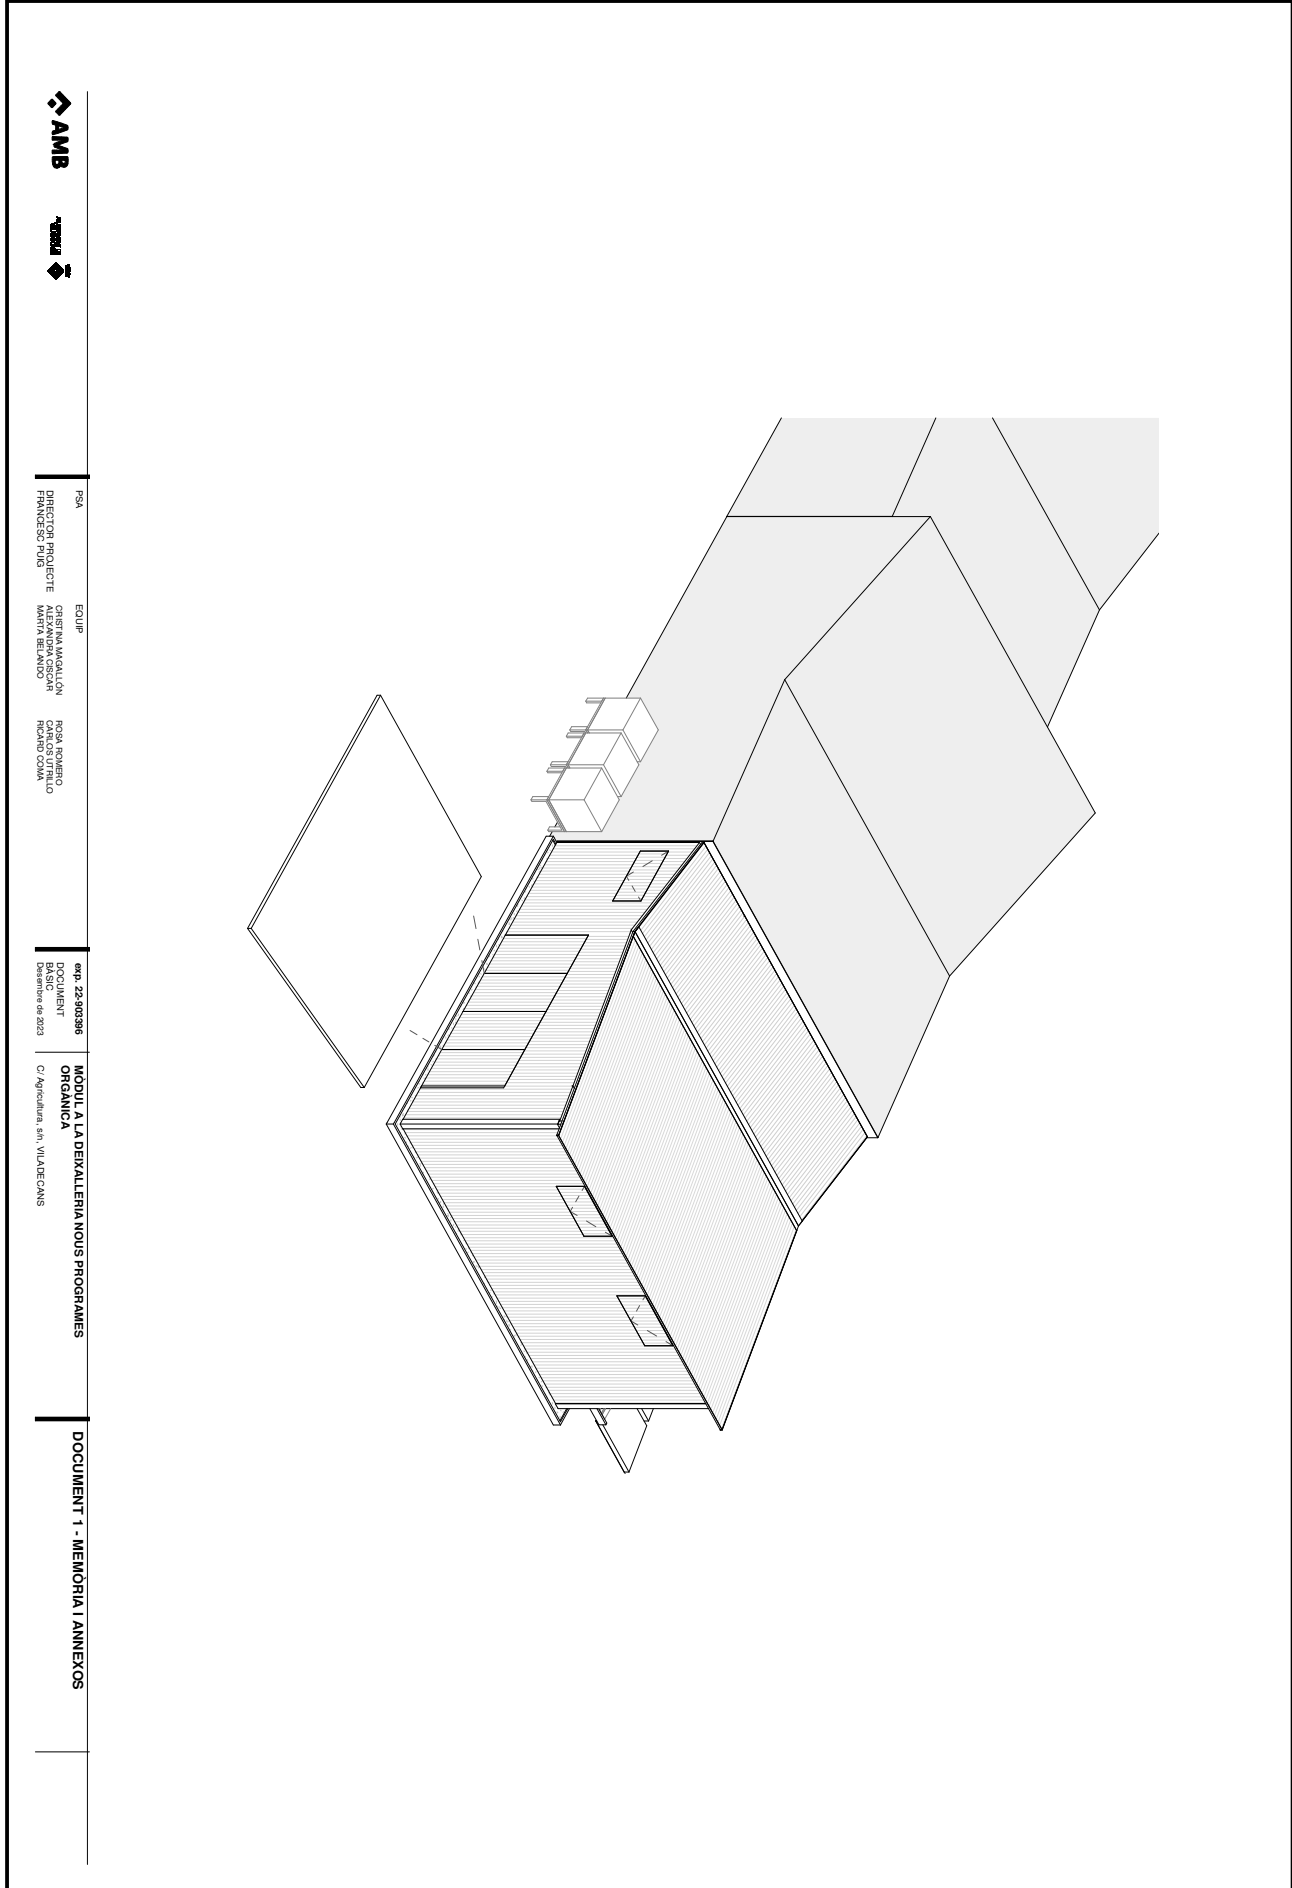 AMB
PSA
DIRECTOR PROJECTE
FRANCESC PUIG
EQUIP
CRISTINA MAGALLÓN
ALEXANDRA CISCAR
MARTA BELANDO
ROSA ROMERO
CARLOS UTRILLO
RICARD COMA
exp. 22-903396
DOCUMENT
BÀSIC
Desembre de 2023
MÒDUL A LA DEIXALLERIA NOUS PROGRAMES
ORGÀNICA
C/ Agricultura, s/n, VILADECANS
DOCUMENT 1 - MEMÒRIA I ANNEXOS